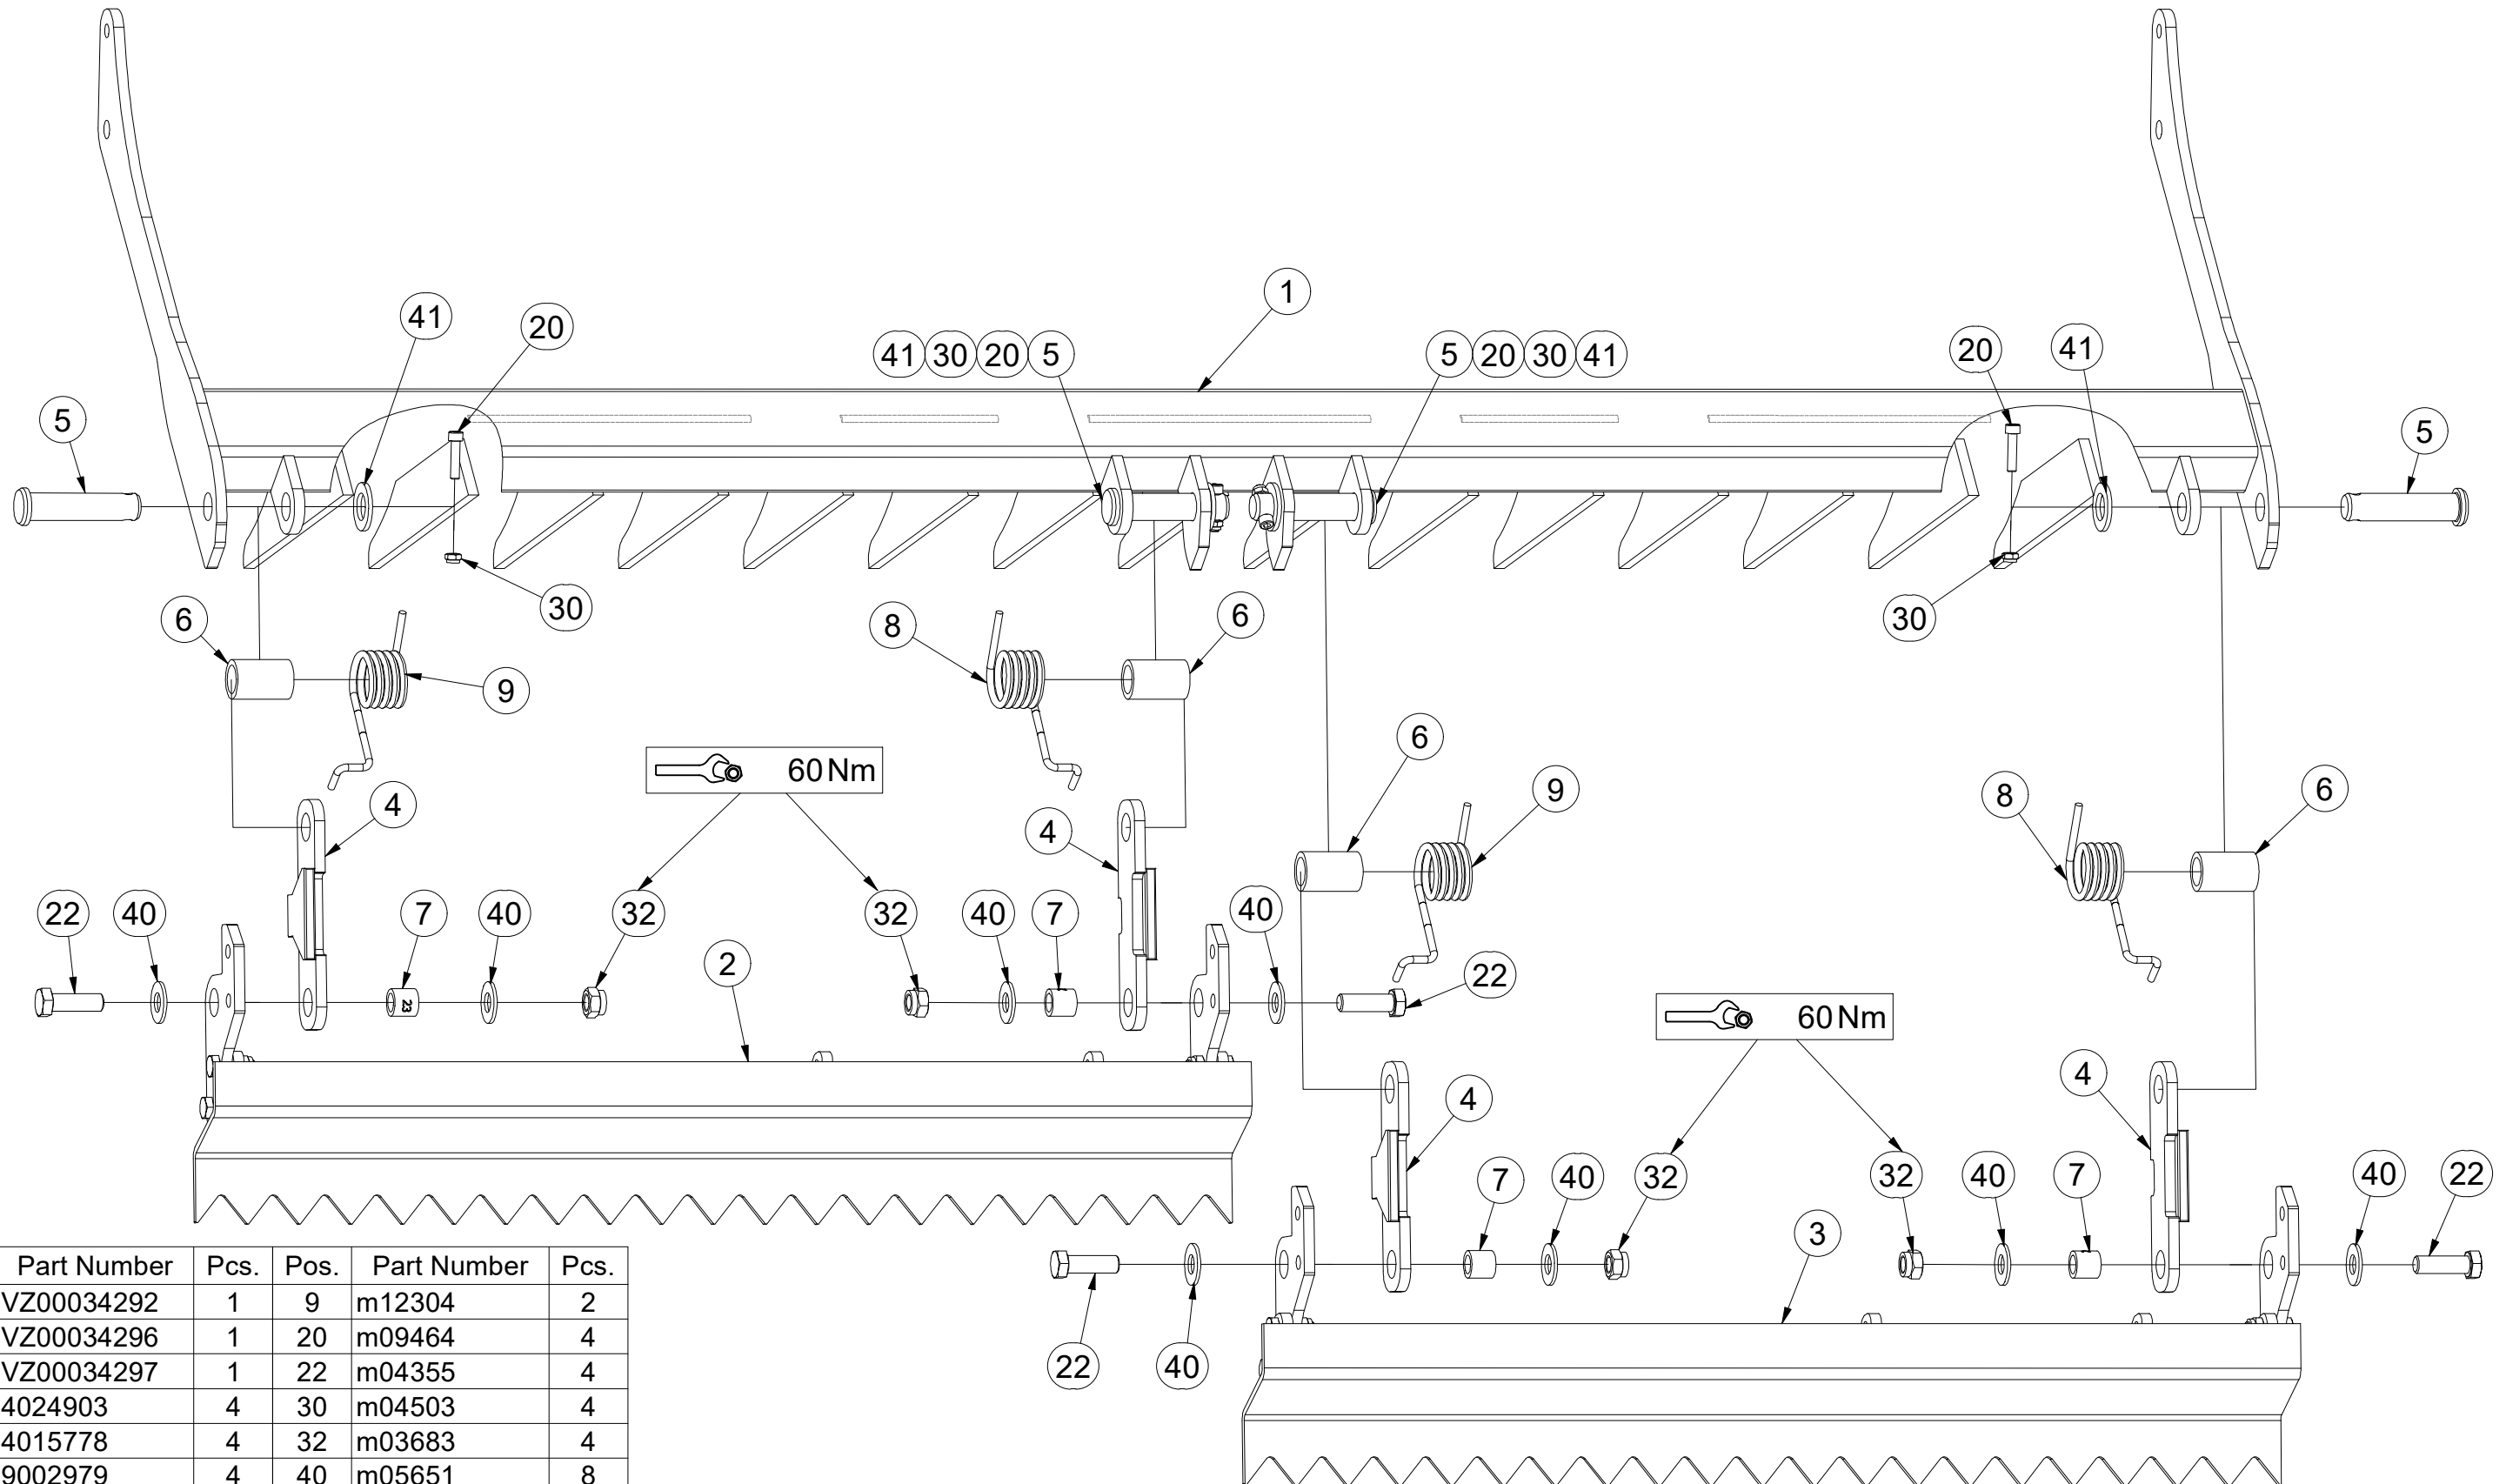 1
41 20
41 30 20 5
5 20 30 41
20 41
5
5
30
30
6
9
8
6
6
9
8
6
60 Nm
60 Nm
4
4
22 40 7 40 32
32 40 7 40
22
2
23
4
4
7 40 32
32 40 7 40 22
22 40
3
Part Number Pcs. Pos. Part Number Pcs.
VZ00034292 1 9 m12304 2
VZ00034296 1 20 m09464 4
VZ00034297 1 22 m04355 4
4024903 4 30 m04503 4
4015778 4 32 m03683 4
9002979 4 40 m05651 8